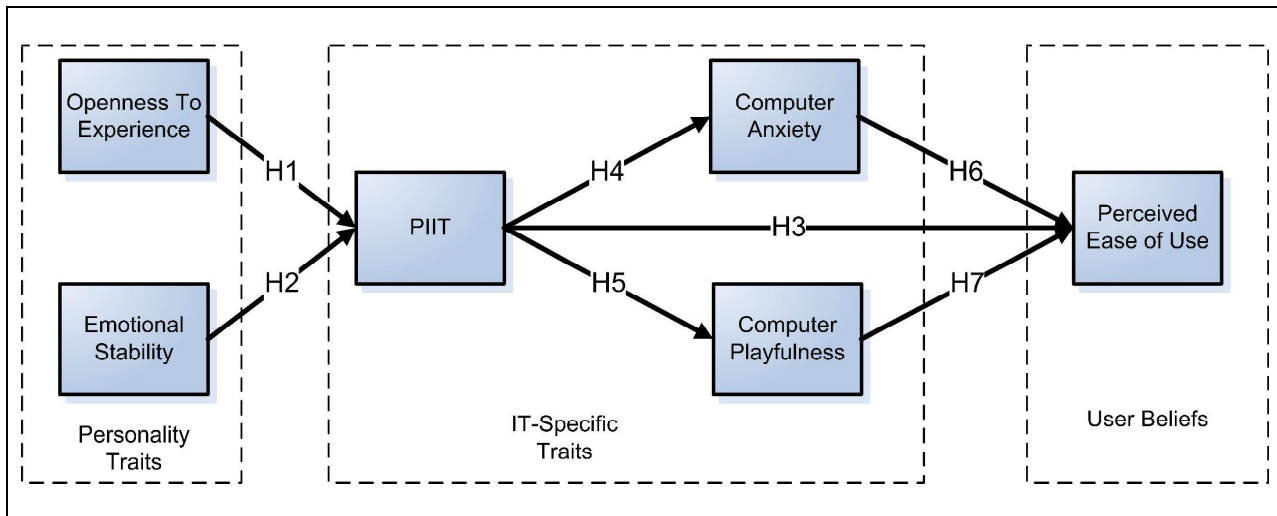 Openness To
Experience
Emotional
Stability
Personality
Traits
H1
H2
PIIT
H4
H3
H5
Computer
Anxiety
Computer
Playfulness
IT-Specific
Traits
H6
H7
Perceived
Ease of Use
User Beliefs